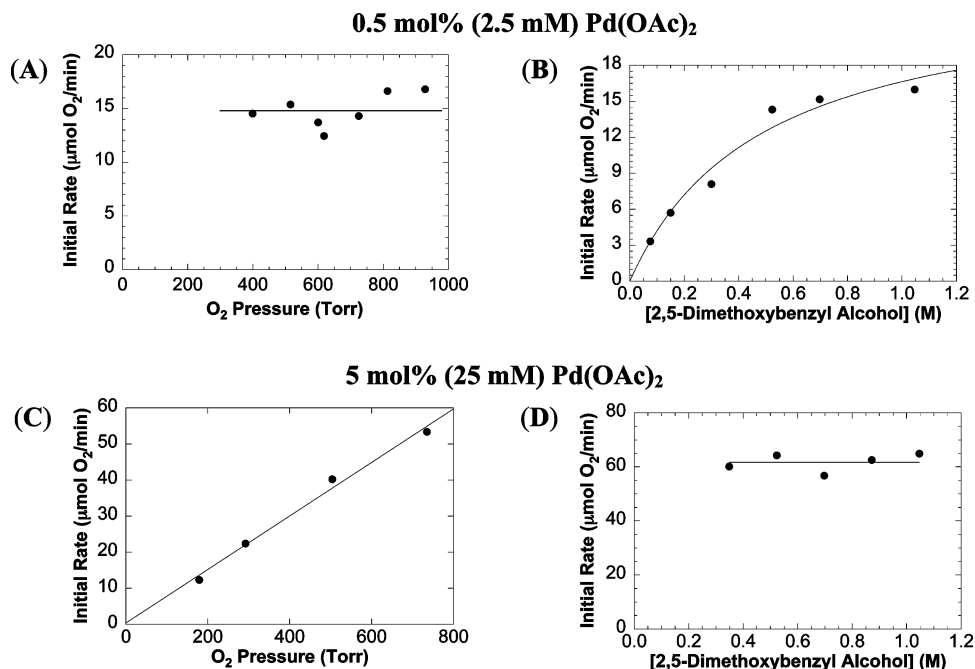 0.5 mol% (2.5 mM) Pd(OAc)₂
(A)
Initial Rate (μmol O₂/min)
20
15
10
5
0
0 200 400 600 800 1000
O₂ Pressure (Torr)
(B)
Initial Rate (μmol O₂/min)
18
15
12
9
6
3
0
0.0 0.2 0.4 0.6 0.8 1.0 1.2
[2,5-Dimethoxybenzyl Alcohol] (M)
5 mol% (25 mM) Pd(OAc)₂
(C)
Initial Rate (μmol O₂/min)
60
50
40
30
20
10
0
0 200 400 600 800
O₂ Pressure (Torr)
(D)
Initial Rate (μmol O₂/min)
80
60
40
20
0
0.0 0.2 0.4 0.6 0.8 1.0 1.2
[2,5-Dimethoxybenzyl Alcohol] (M)